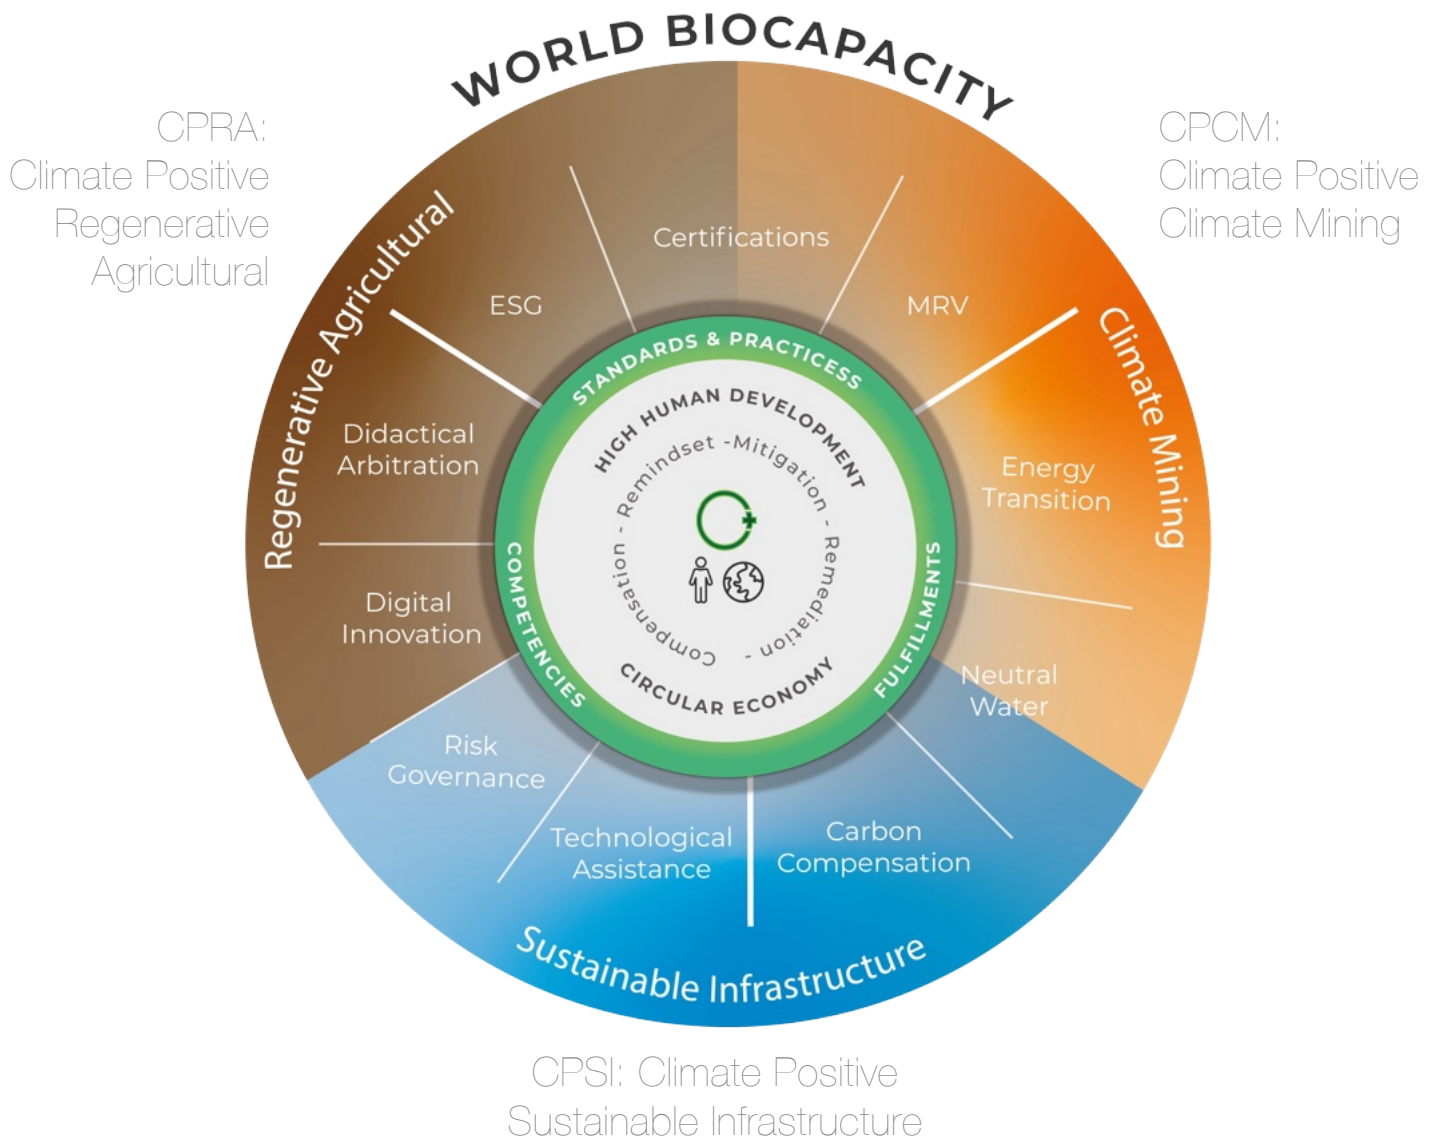 WORLD BIOCAPACITY
CPRA:
Climate Positive
Regenerative
Agricultural
CPCM:
Climate Positive
Climate Mining
Regenerative Agricultural
Climate Mining
Sustainable Infrastructure
Certifications
ESG
MRV
Didactical
Arbitration
Energy
Transition
Digital
Innovation
Neutral
Water
Risk
Governance
Technological
Assistance
Carbon
Compensation
STANDARDS & PRACTICESS
COMPETENCIES
FULFILLMENTS
HIGH HUMAN DEVELOPMENT
Compensation - Remindset -Mitigation - Remediation -
CIRCULAR ECONOMY
CPSI: Climate Positive
Sustainable Infrastructure